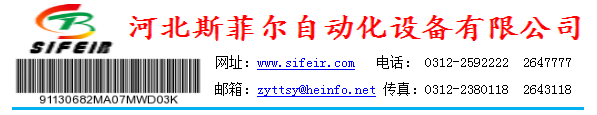 SIFEIR
河北斯菲尔自动化设备有限公司
网址：www.sifeir.com 电话： 0312-2592222 2647777
91130682MA07MWD03K
邮箱：zyttsy@heinfo.net 传真：0312-2380118 2643118